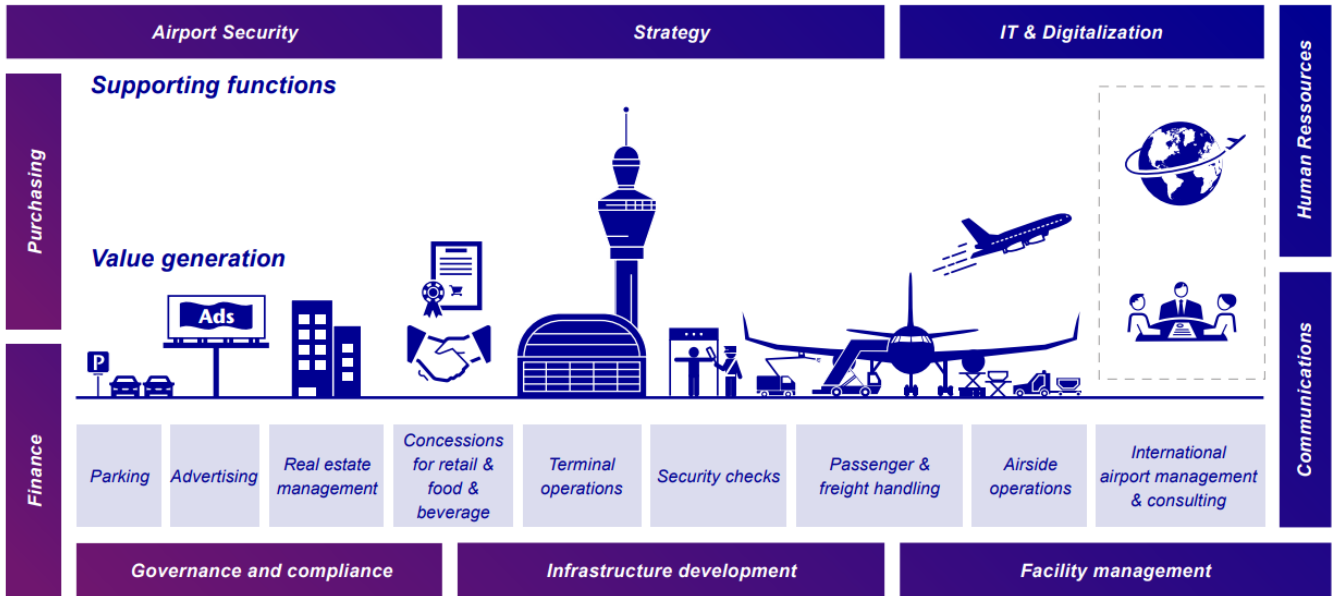 Airport Security
Strategy
IT & Digitalization
Human Ressources
Purchasing
Supporting functions
Value generation
Ads
P
Finance
Communications
Parking
Advertising
Real estate
management
Concessions
for retail &
food &
beverage
Terminal
operations
Security checks
Passenger &
freight handling
Airside
operations
International
airport management
& consulting
Governance and compliance
Infrastructure development
Facility management